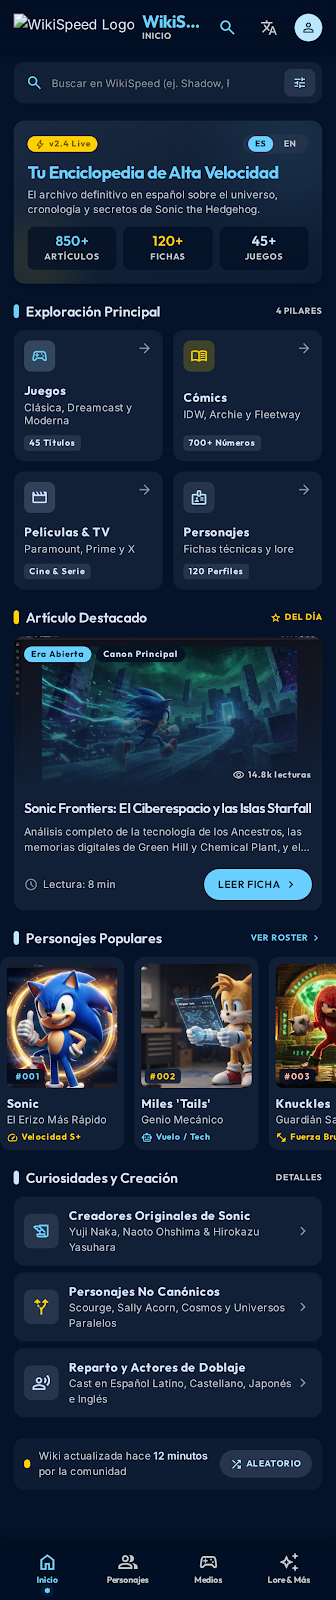 WikiSpeed Logo
WikiS...
INICIO
Buscar en WikiSpeed (ej. Shadow, F
v2.4 Live
ES EN
Tu Enciclopedia de Alta Velocidad
El archivo definitivo en español sobre el universo,
cronología y secretos de Sonic the Hedgehog.
850+ 120+ 45+
ARTÍCULOS FICHAS JUEGOS
Exploración Principal 4 PILARES
Juegos
Clásica, Dreamcast y
Moderna
45 Títulos
Cómics
IDW, Archie y Fleetway
700+ Números
Películas & TV
Paramount, Prime y X
Cine & Serie
Personajes
Fichas técnicas y lore
120 Perfiles
Artículo Destacado DEL DÍA
Era Abierta Canon Principal
14.8k lecturas
Sonic Frontiers: El Ciberespacio y las Islas Starfall
Análisis completo de la tecnología de los Ancestros, las
memorias digitales de Green Hill y Chemical Plant, y el...
Lectura: 8 min LEER FICHA
Personajes Populares VER ROSTER
#001
Sonic
El Erizo Más Rápido
Velocidad S+
#002
Miles 'Tails'
Genio Mecánico
Vuelo / Tech
#003
Knuckles
Guardián Sa
Fuerza Bru
Curiosidades y Creación DETALLES
Creadores Originales de Sonic
Yuji Naka, Naoto Ohshima & Hirokazu
Yasuhara
Personajes No Canónicos
Scourge, Sally Acorn, Cosmos y Universos
Paralelos
Reparto y Actores de Doblaje
Cast en Español Latino, Castellano, Japonés
e Inglés
Wiki actualizada hace 12 minutos
por la comunidad
ALEATORIO
Inicio Personajes Medios Lore & Más